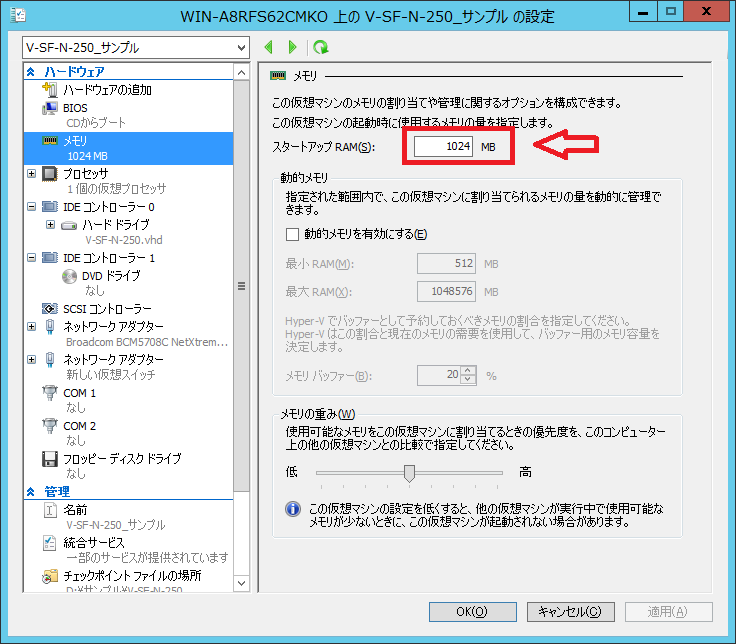 WIN-A8RFS62CMKO 上の V-SF-N-250_サンプル の設定
V-SF-N-250_サンプル
ハードウェア
ハードウェアの追加
BIOS
CDからブート
メモリ
1024 MB
プロセッサ
1 個の仮想プロセッサ
IDE コントローラー 0
ハード ドライブ
V-SF-N-250.vhd
IDE コントローラー 1
DVD ドライブ
なし
SCSI コントローラー
ネットワーク アダプター
Broadcom BCM5708C NetXtrem...
ネットワーク アダプター
新しい仮想スイッチ
COM 1
なし
COM 2
なし
フロッピー ディスク ドライブ
なし
管理
名前
V-SF-N-250_サンプル
統合サービス
一部のサービスが提供されています
チェックポイント ファイルの場所
D:¥サンプル¥V-SF-N-250
メモリ
この仮想マシンのメモリの割り当てや管理に関するオプションを構成できます。
この仮想マシンの起動時に使用するメモリの量を指定します。
スタートアップ RAM(S): 1024 MB
動的メモリ
指定された範囲内で、この仮想マシンに割り当てられるメモリの量を動的に管理で
きます。
動的メモリを有効にする(E)
最小 RAM(M): 512 MB
最大 RAM(X): 1048576 MB
Hyper-V でバッファーとして予約しておくべきメモリの割合を指定してください。
Hyper-V はこの割合と現在のメモリの需要を使用して、バッファー用のメモリ容量を
決定します。
メモリ バッファー(B): 20 %
メモリの重み(W)
使用可能なメモリをこの仮想マシンに割り当てるときの優先度を、このコンピューター
上の他の仮想マシンとの比較で指定してください。
低 高
この仮想マシンの設定を低くすると、他の仮想マシンが実行中で使用可能な
メモリが少ないときに、この仮想マシンが起動されない場合があります。
OK(O) キャンセル(C) 適用(A)